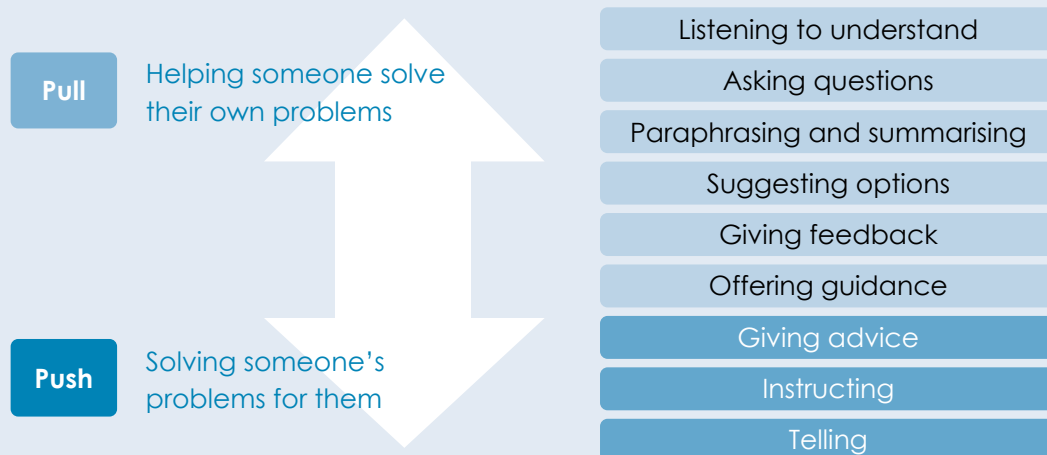 Pull
Helping someone solve
their own problems
Push
Solving someone’s
problems for them
Listening to understand
Asking questions
Paraphrasing and summarising
Suggesting options
Giving feedback
Offering guidance
Giving advice
Instructing
Telling